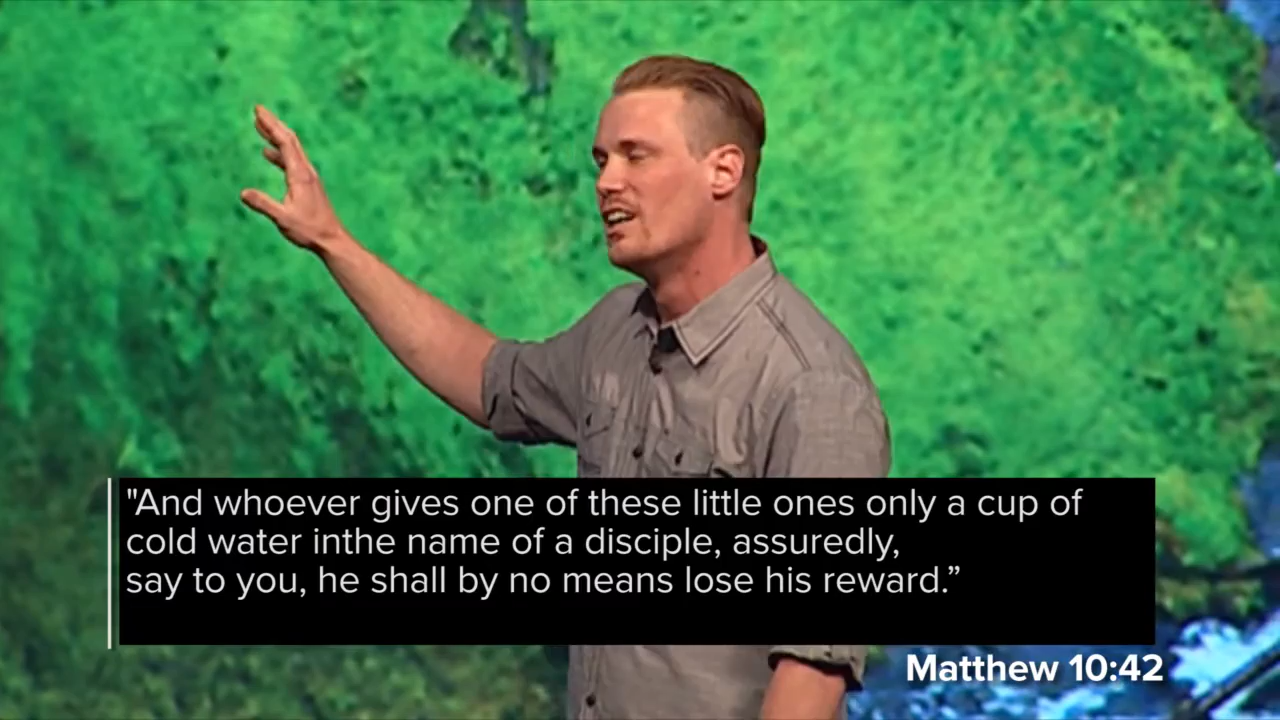 "And whoever gives one of these little ones only a cup of
cold water inthe name of a disciple, assuredly,
say to you, he shall by no means lose his reward.”
Matthew 10:42